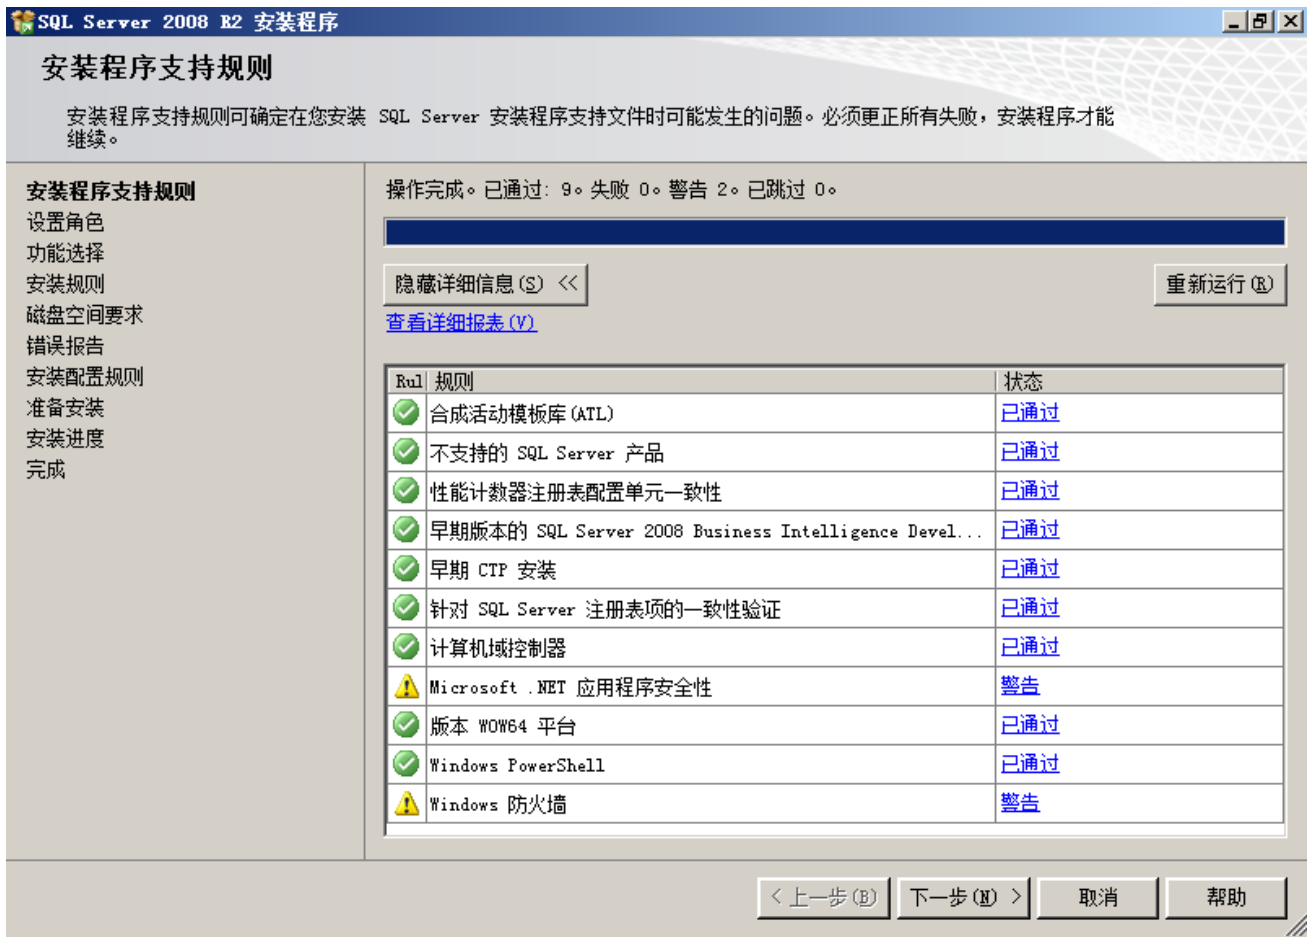 SQL Server 2008 R2 安装程序
安装程序支持规则
安装程序支持规则可确定在您安装 SQL Server 安装程序支持文件时可能发生的问题。必须更正所有失败，安装程序才能
继续。
安装程序支持规则
设置角色
功能选择
安装规则
磁盘空间要求
错误报告
安装配置规则
准备安装
安装进度
完成
操作完成。已通过: 9。失败 0。警告 2。已跳过 0。
隐藏详细信息(S) <<
重新运行(R)
查看详细报表(V)
Rul 规则 状态
合成活动模板库(ATL) 已通过
不支持的 SQL Server 产品 已通过
性能计数器注册表配置单元一致性 已通过
早期版本的 SQL Server 2008 Business Intelligence Devel... 已通过
早期 CTP 安装 已通过
针对 SQL Server 注册表项的一致性验证 已通过
计算机域控制器 已通过
Microsoft .NET 应用程序安全性 警告
版本 WOW64 平台 已通过
Windows PowerShell 已通过
Windows 防火墙 警告
< 上一步(B) 下一步(N) > 取消 帮助